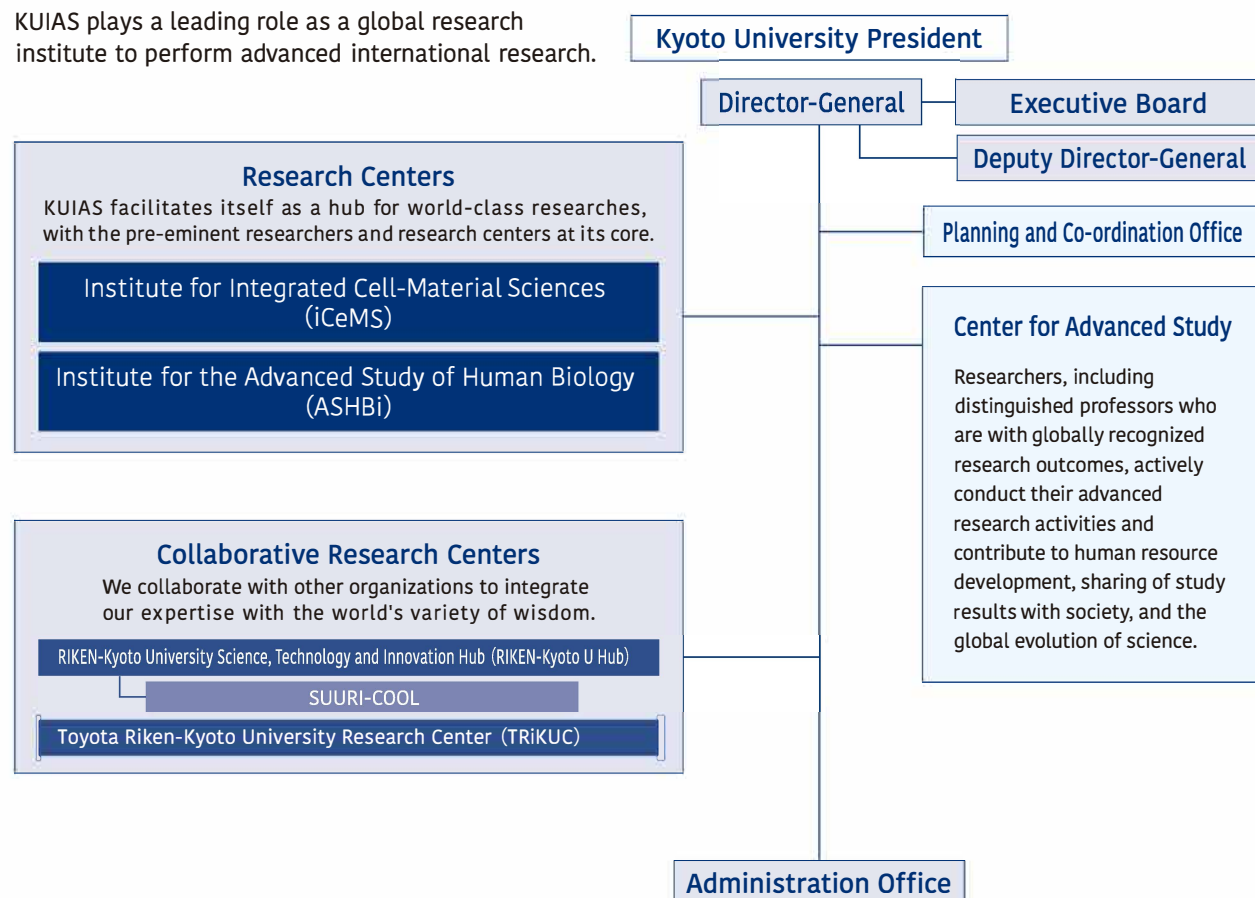 KUIAS plays a leading role as a global research
institute to perform advanced international research.
Kyoto University President
Director-General
Executive Board
Deputy Director-General
Planning and Co-ordination Office
Research Centers
KUIAS facilitates itself as a hub for world-class researches,
with the pre-eminent researchers and research centers at its core.
Institute for Integrated Cell-Material Sciences
(iCeMS)
Institute for the Advanced Study of Human Biology
(ASHBi)
Center for Advanced Study
Researchers, including
distinguished professors who
are with globally recognized
research outcomes, actively
conduct their advanced
research activities and
contribute to human resource
development, sharing of study
results with society, and the
global evolution of science.
Collaborative Research Centers
We collaborate with other organizations to integrate
our expertise with the world's variety of wisdom.
RIKEN-Kyoto University Science, Technology and Innovation Hub (RIKEN-Kyoto U Hub)
SUURI-COOL
Toyota Riken-Kyoto University Research Center (TRiKUC)
Administration Office